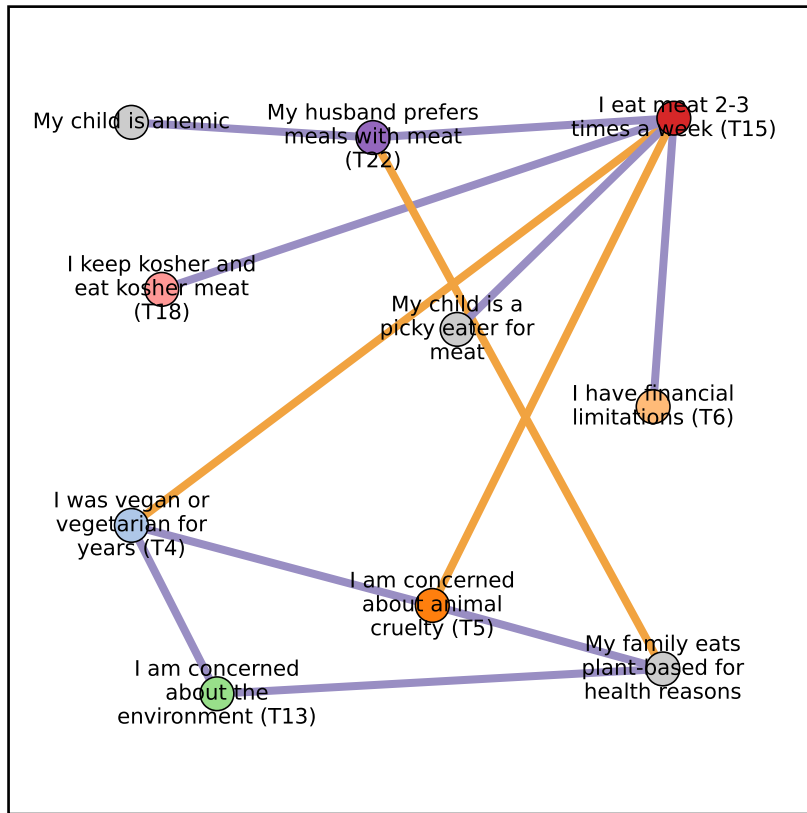 My child is anemic
My husband prefers
meals with meat
(T22)
I eat meat 2-3
times a week (T15)
I keep kosher and
eat kosher meat
(T18)
My child is a
picky eater for
meat
I have financial
limitations (T6)
I was vegan or
vegetarian for
years (T4)
I am concerned
about animal
cruelty (T5)
My family eats
plant-based for
health reasons
I am concerned
about the
environment (T13)